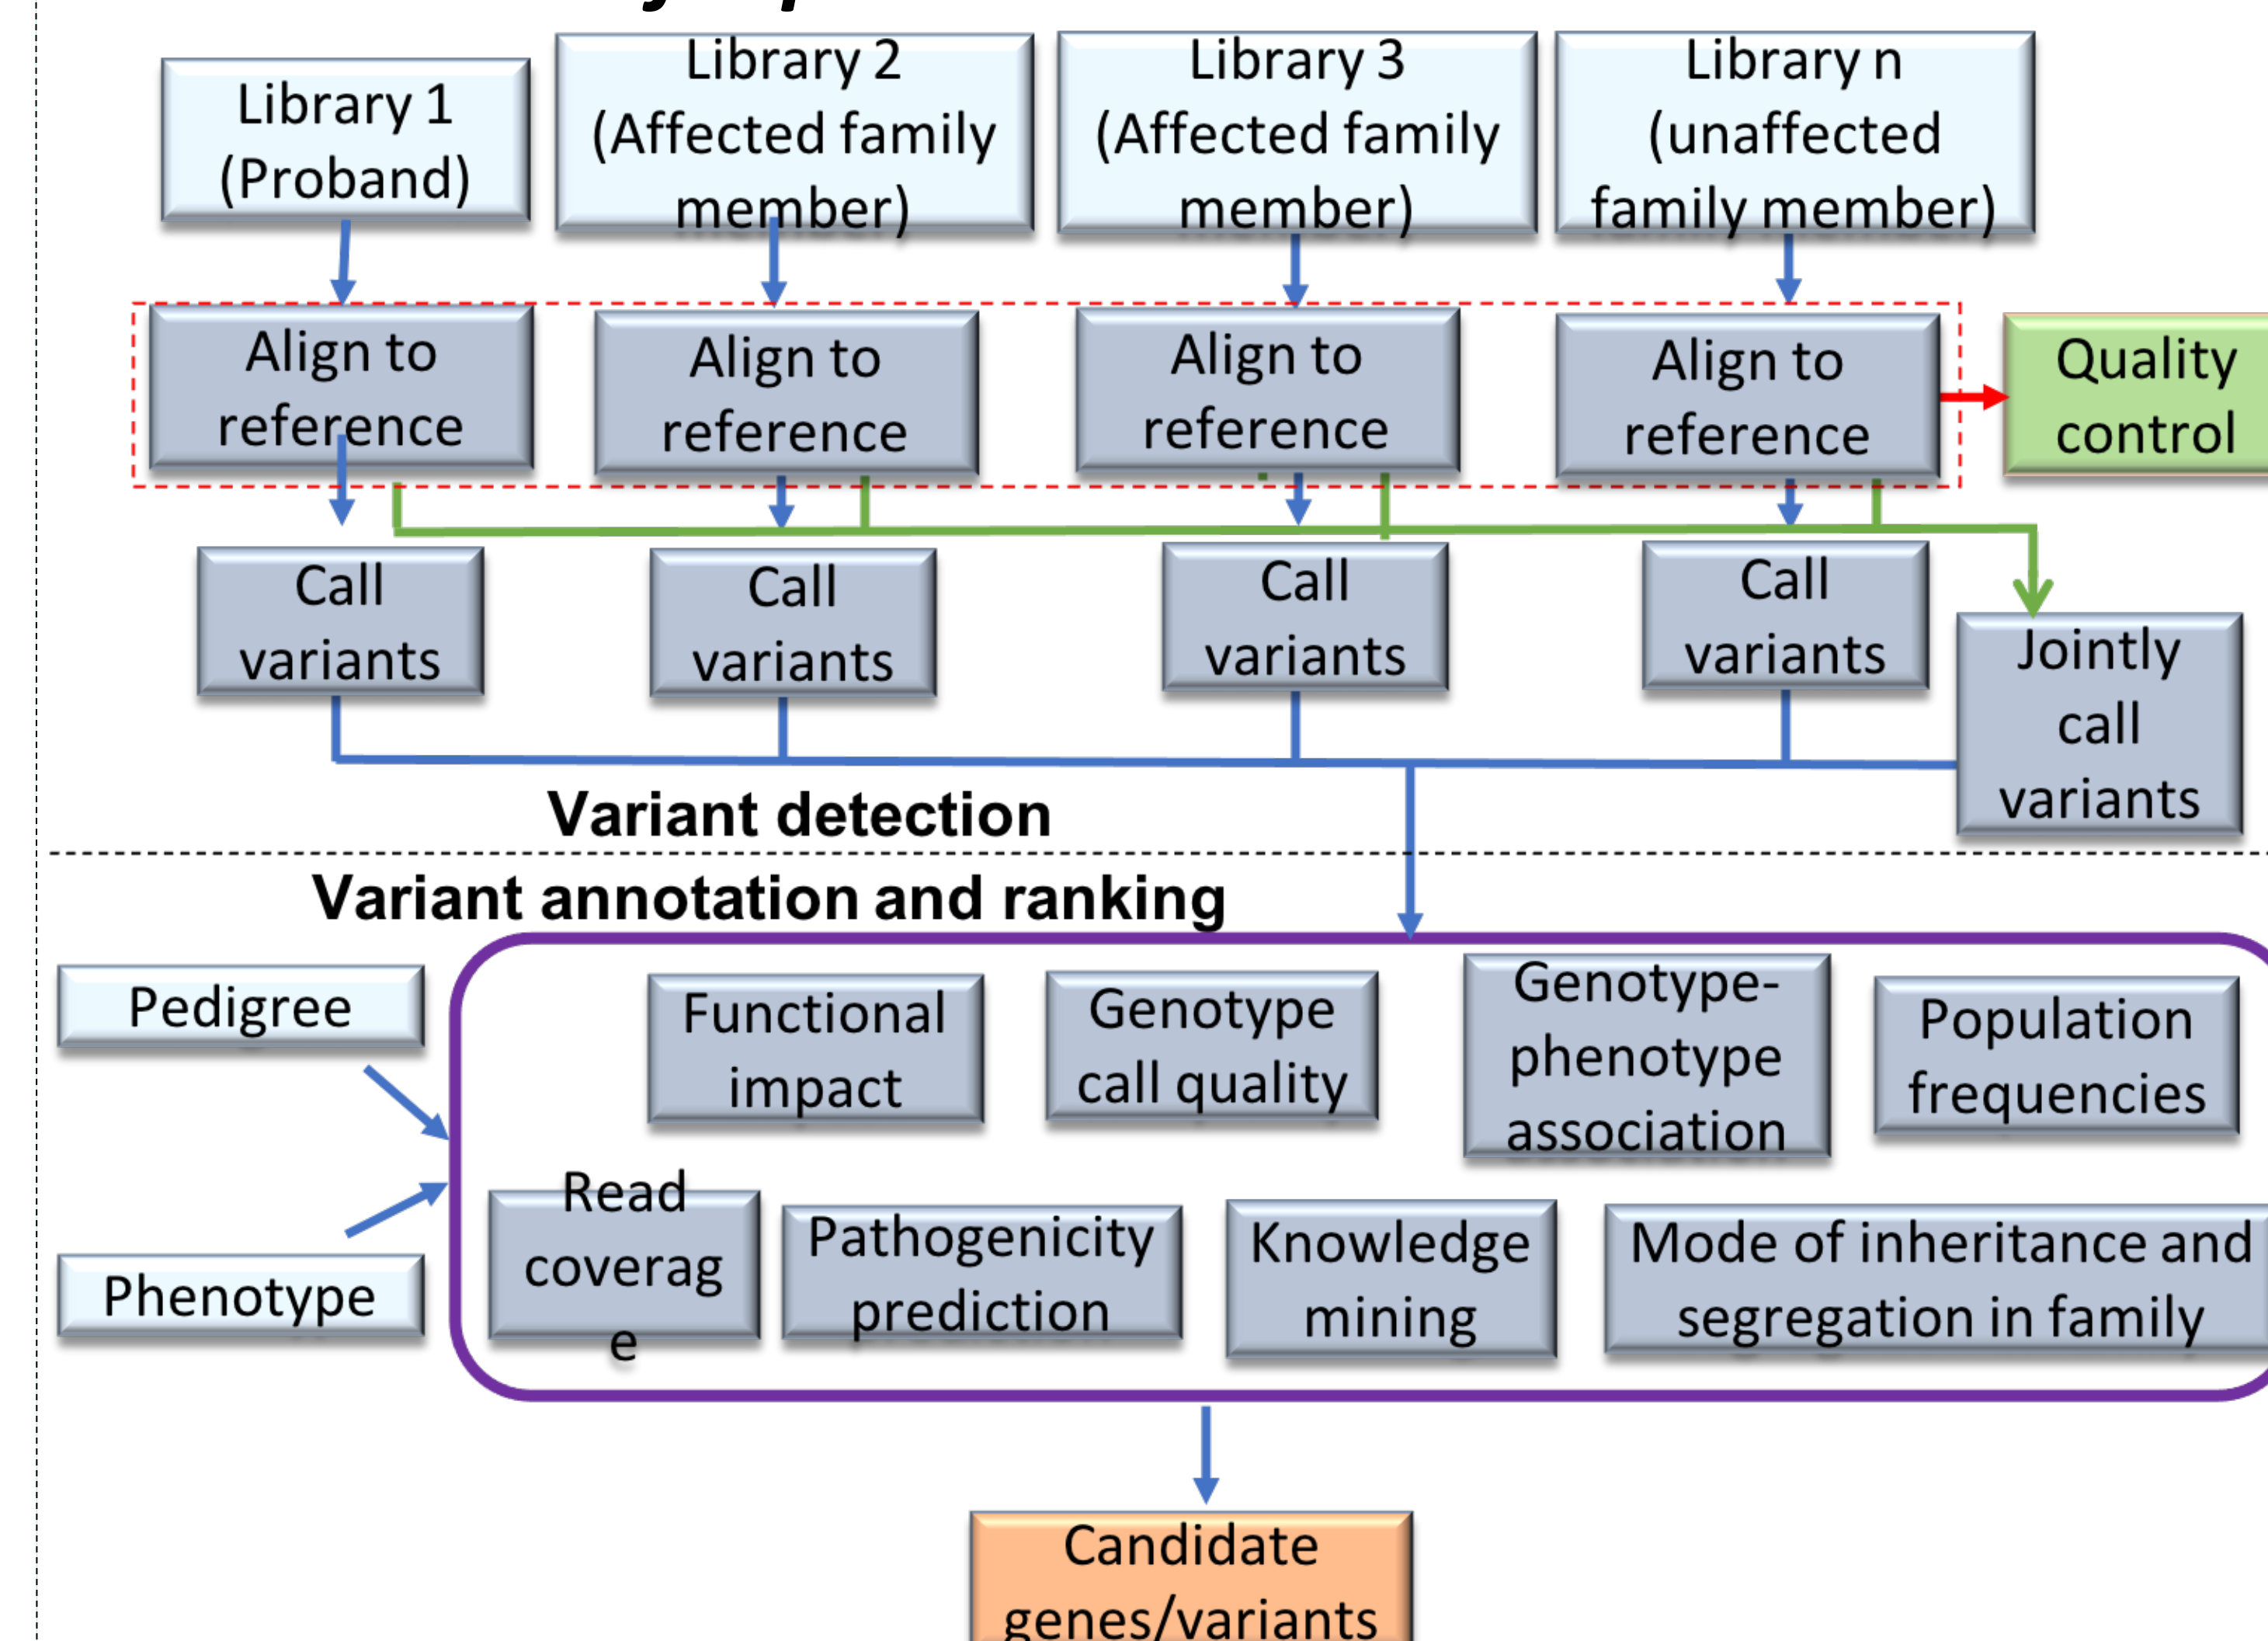 Library 1
(Proband)
Library 2
(Affected family
member)
Library 3
(Affected family
member)
Library n
(unaffected
family member)
Align to
reference
Align to
reference
Align to
reference
Align to
reference
Quality
control
Call
variants
Call
variants
Call
variants
Call
variants
Jointly
call
variants
Variant detection
Variant annotation and ranking
Pedigree
Phenotype
Functional
impact
Genotype
call quality
Genotype-
phenotype
association
Population
frequencies
Read
coverag
e
Pathogenicity
prediction
Knowledge
mining
Mode of inheritance and
segregation in family
Candidate
genes/variants